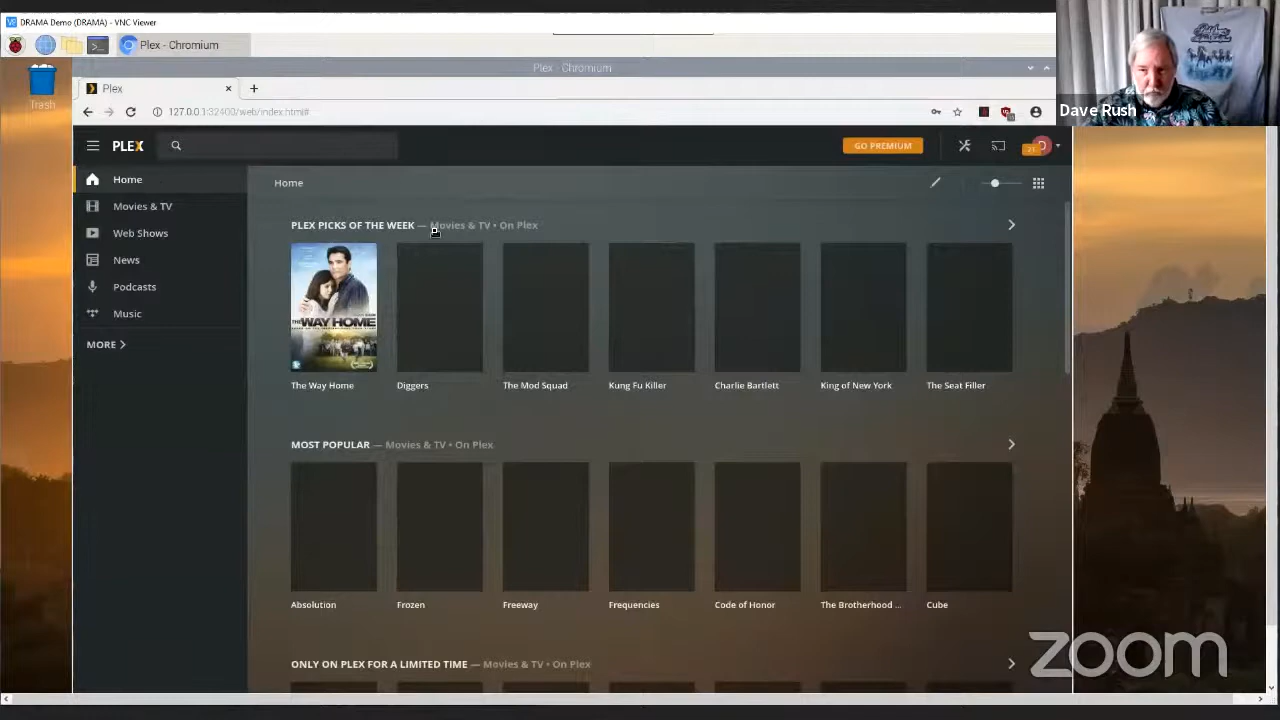 DRAMA Demo (DRAMA) - VNC Viewer
Plex - Chromium
Plex - Chromium
Trash
Plex
127.0.0.1:32400/web/index.html#
Dave Rush
PLEX
GO PREMIUM
21
Home
Movies & TV
Web Shows
News
Podcasts
Music
MORE
Home
PLEX PICKS OF THE WEEK — Movies & TV • On Plex
THE WAY HOME
The Way Home
Diggers
The Mod Squad
Kung Fu Killer
Charlie Bartlett
King of New York
The Seat Filler
MOST POPULAR — Movies & TV • On Plex
Absolution
Frozen
Freeway
Frequencies
Code of Honor
The Brotherhood ...
Cube
ONLY ON PLEX FOR A LIMITED TIME — Movies & TV • On Plex
zoom